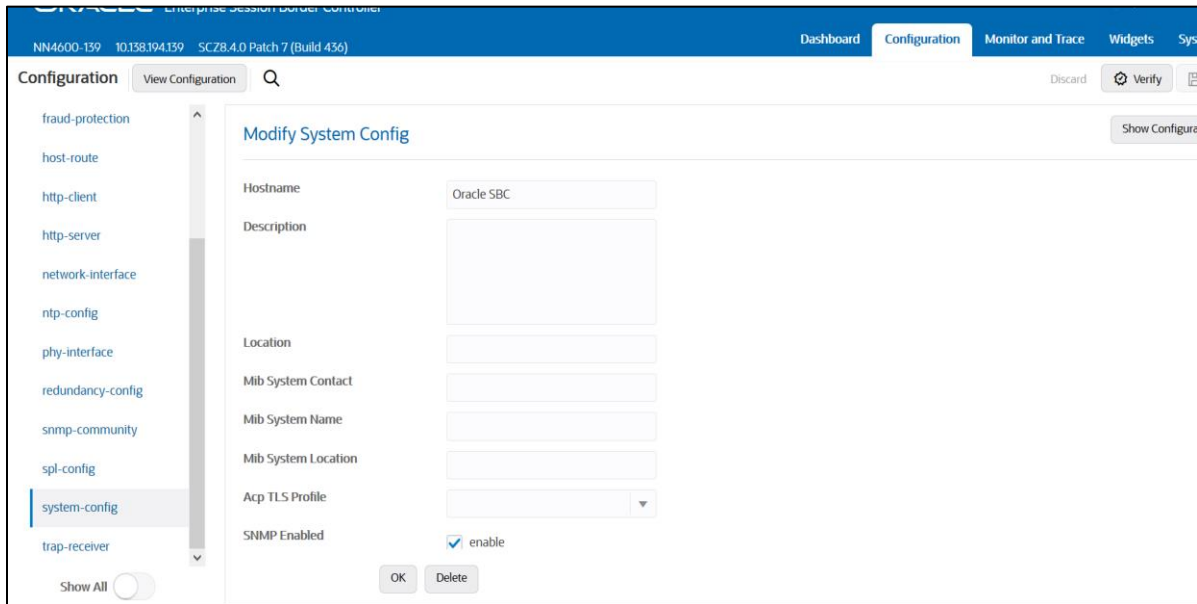 ORACLE Enterprise Session Border Controller
NN4600-139 10.138.194.139 SCZ8.4.0 Patch 7 (Build 436)
Dashboard Configuration Monitor and Trace Widgets Sys
Configuration View Configuration Discard Verify
Show Configura
fraud-protection
host-route
http-client
http-server
network-interface
ntp-config
phy-interface
redundancy-config
snmp-community
spl-config
system-config
trap-receiver
Show All
Modify System Config
Hostname Oracle SBC
Description
Location
Mib System Contact
Mib System Name
Mib System Location
Acp TLS Profile
SNMP Enabled enable
OK Delete